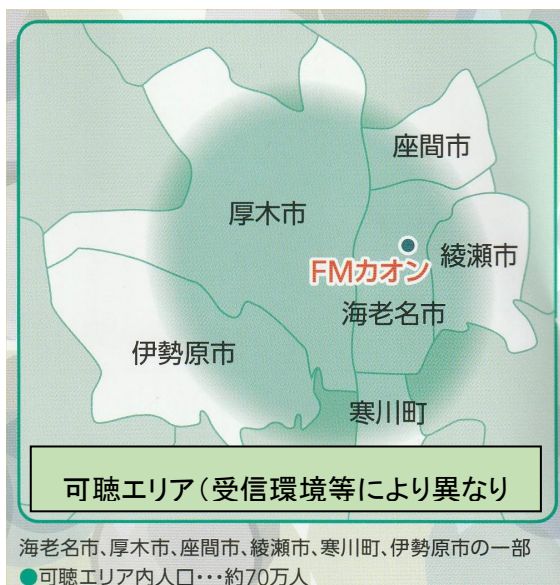 座間市
厚木市
FMカオン
綾瀬市
海老名市
伊勢原市
寒川町
可聴エリア(受信環境等により異なり
海老名市、厚木市、座間市、綾瀬市、寒川町、伊勢原市の一部
●可聴エリア内人口・・・約70万人